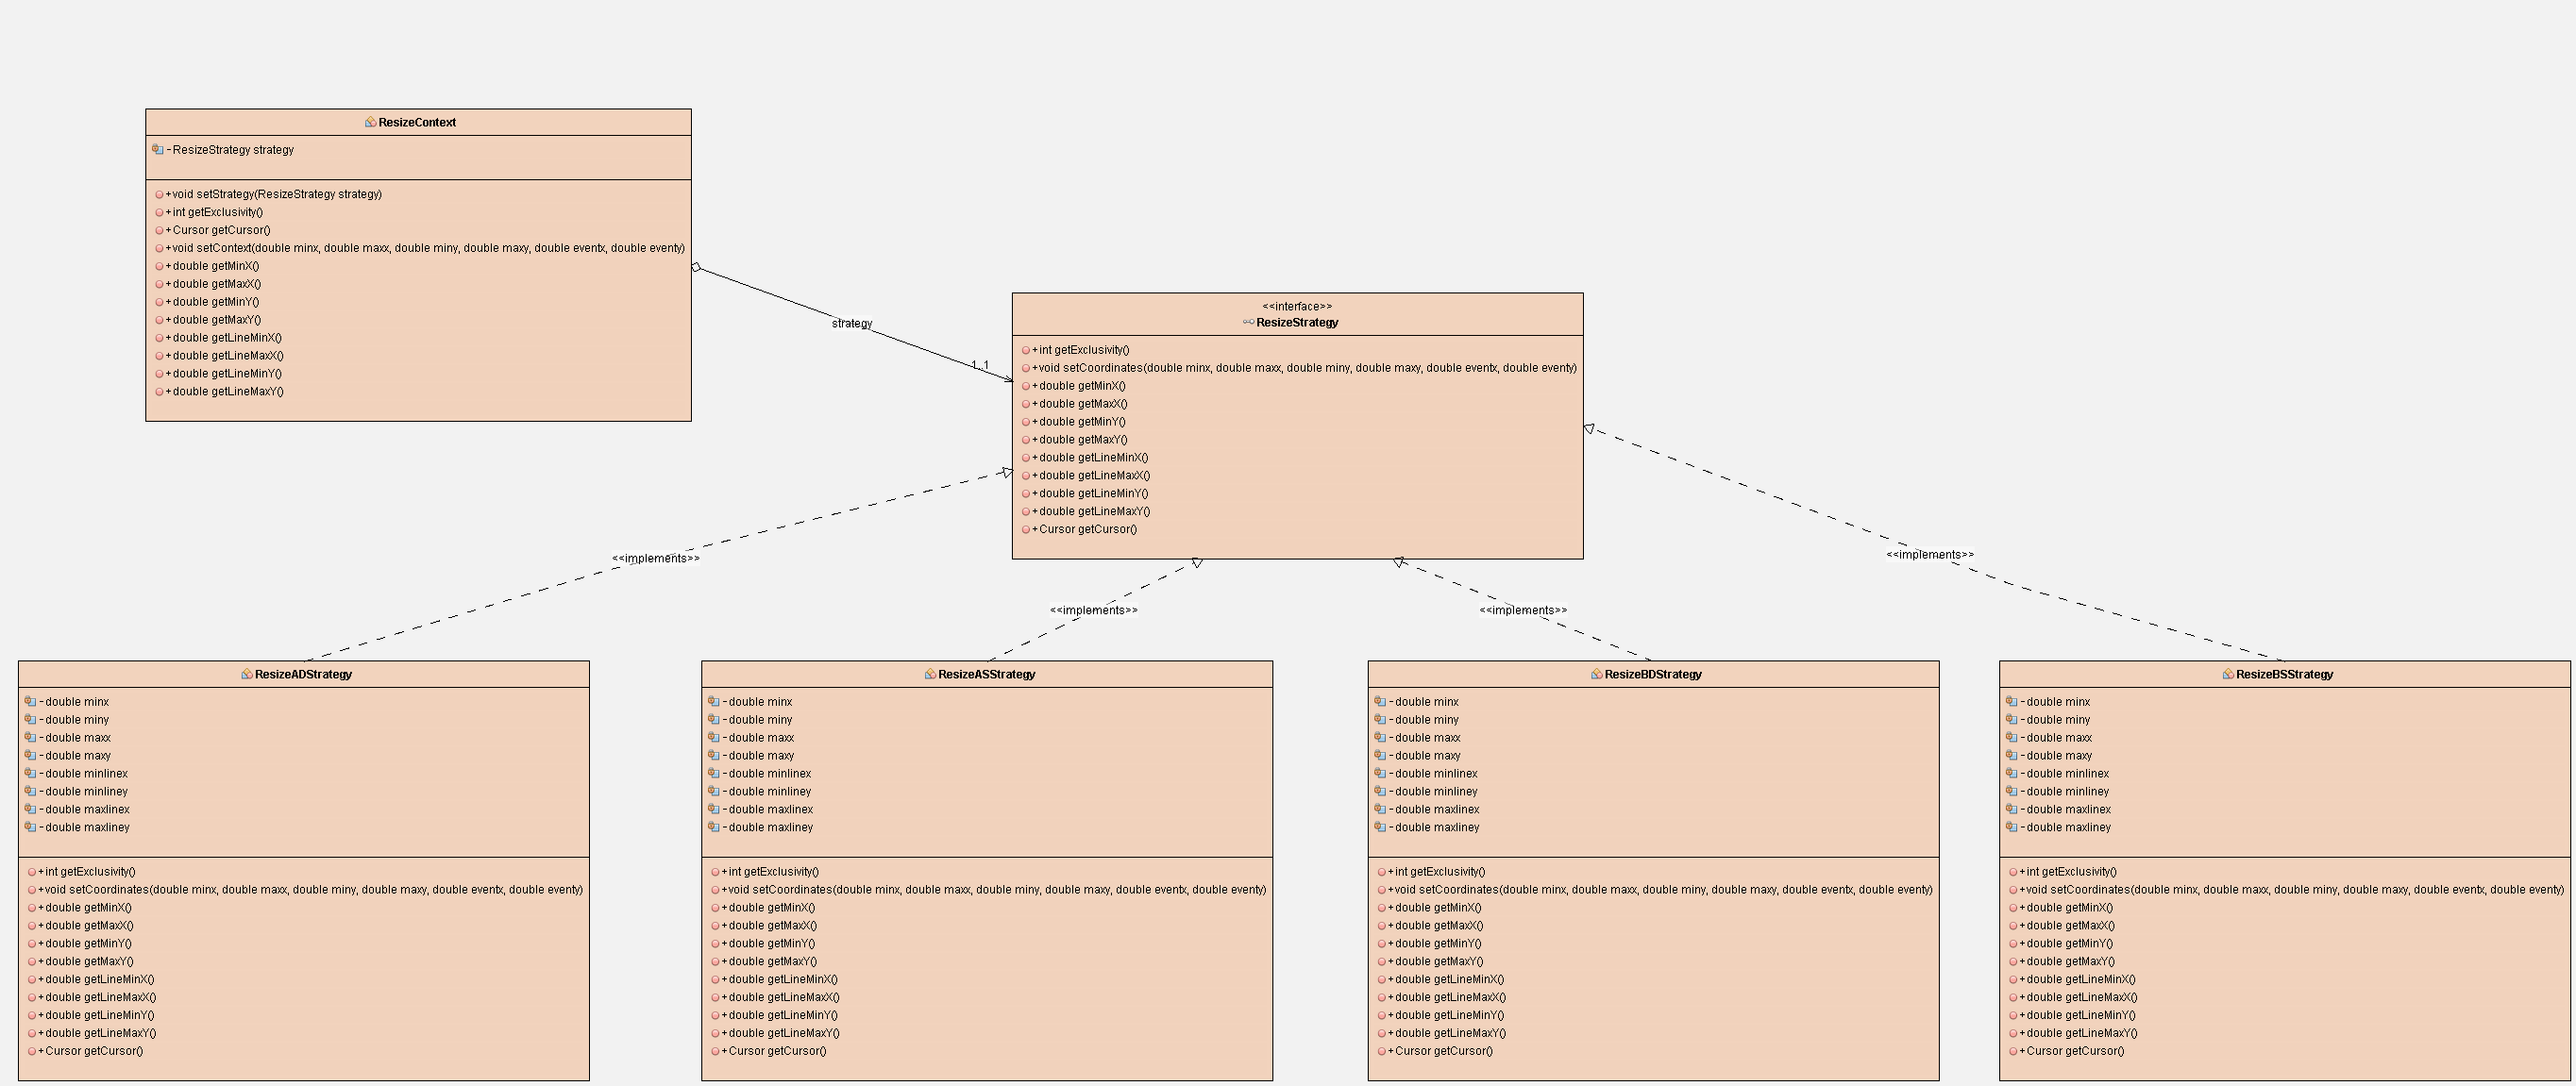 ResizeContext
-ResizeStrategy strategy
+void setStrategy(ResizeStrategy strategy)
+int getExclusivity()
+Cursor getCursor()
+void setContext(double minx, double maxx, double miny, double maxy, double eventx, double eventy)
+double getMinX()
+double getMaxX()
+double getMinY()
+double getMaxY()
+double getLineMinX()
+double getLineMaxX()
+double getLineMinY()
+double getLineMaxY()
strategy
1..1
<<interface>>
ResizeStrategy
+int getExclusivity()
+void setCoordinates(double minx, double maxx, double miny, double maxy, double eventx, double eventy)
+double getMinX()
+double getMaxX()
+double getMinY()
+double getMaxY()
+double getLineMinX()
+double getLineMaxX()
+double getLineMinY()
+double getLineMaxY()
+Cursor getCursor()
<<implements>>
<<implements>>
<<implements>>
<<implements>>
ResizeADStrategy
-double minx
-double miny
-double maxx
-double maxy
-double minlinex
-double minliney
-double maxlinex
-double maxliney
+int getExclusivity()
+void setCoordinates(double minx, double maxx, double miny, double maxy, double eventx, double eventy)
+double getMinX()
+double getMaxX()
+double getMinY()
+double getMaxY()
+double getLineMinX()
+double getLineMaxX()
+double getLineMinY()
+double getLineMaxY()
+Cursor getCursor()
ResizeASStrategy
-double minx
-double miny
-double maxx
-double maxy
-double minlinex
-double minliney
-double maxlinex
-double maxliney
+int getExclusivity()
+void setCoordinates(double minx, double maxx, double miny, double maxy, double eventx, double eventy)
+double getMinX()
+double getMaxX()
+double getMinY()
+double getMaxY()
+double getLineMinX()
+double getLineMaxX()
+double getLineMinY()
+double getLineMaxY()
+Cursor getCursor()
ResizeBDStrategy
-double minx
-double miny
-double maxx
-double maxy
-double minlinex
-double minliney
-double maxlinex
-double maxliney
+int getExclusivity()
+void setCoordinates(double minx, double maxx, double miny, double maxy, double eventx, double eventy)
+double getMinX()
+double getMaxX()
+double getMinY()
+double getMaxY()
+double getLineMinX()
+double getLineMaxX()
+double getLineMinY()
+double getLineMaxY()
+Cursor getCursor()
ResizeBSStrategy
-double minx
-double miny
-double maxx
-double maxy
-double minlinex
-double minliney
-double maxlinex
-double maxliney
+int getExclusivity()
+void setCoordinates(double minx, double maxx, double miny, double maxy, double eventx, double eventy)
+double getMinX()
+double getMaxX()
+double getMinY()
+double getMaxY()
+double getLineMinX()
+double getLineMaxX()
+double getLineMinY()
+double getLineMaxY()
+Cursor getCursor()